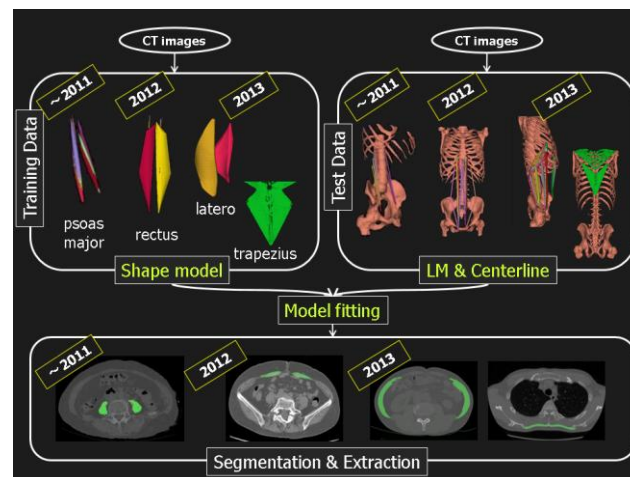 CT images
CT images
Training Data
~ 2011
2012
2013
psoas
major
rectus
latero
trapezius
Shape model
Test Data
~ 2011
2012
2013
LM & Centerline
Model fitting
~ 2011
2012
2013
Segmentation & Extraction